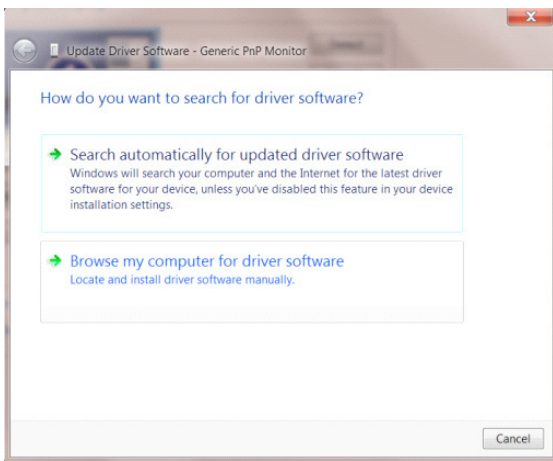 Update Driver Software - Generic PnP Monitor
How do you want to search for driver software?
Search automatically for updated driver software
Windows will search your computer and the Internet for the latest driver
software for your device, unless you've disabled this feature in your device
installation settings.
Browse my computer for driver software
Locate and install driver software manually.
Cancel